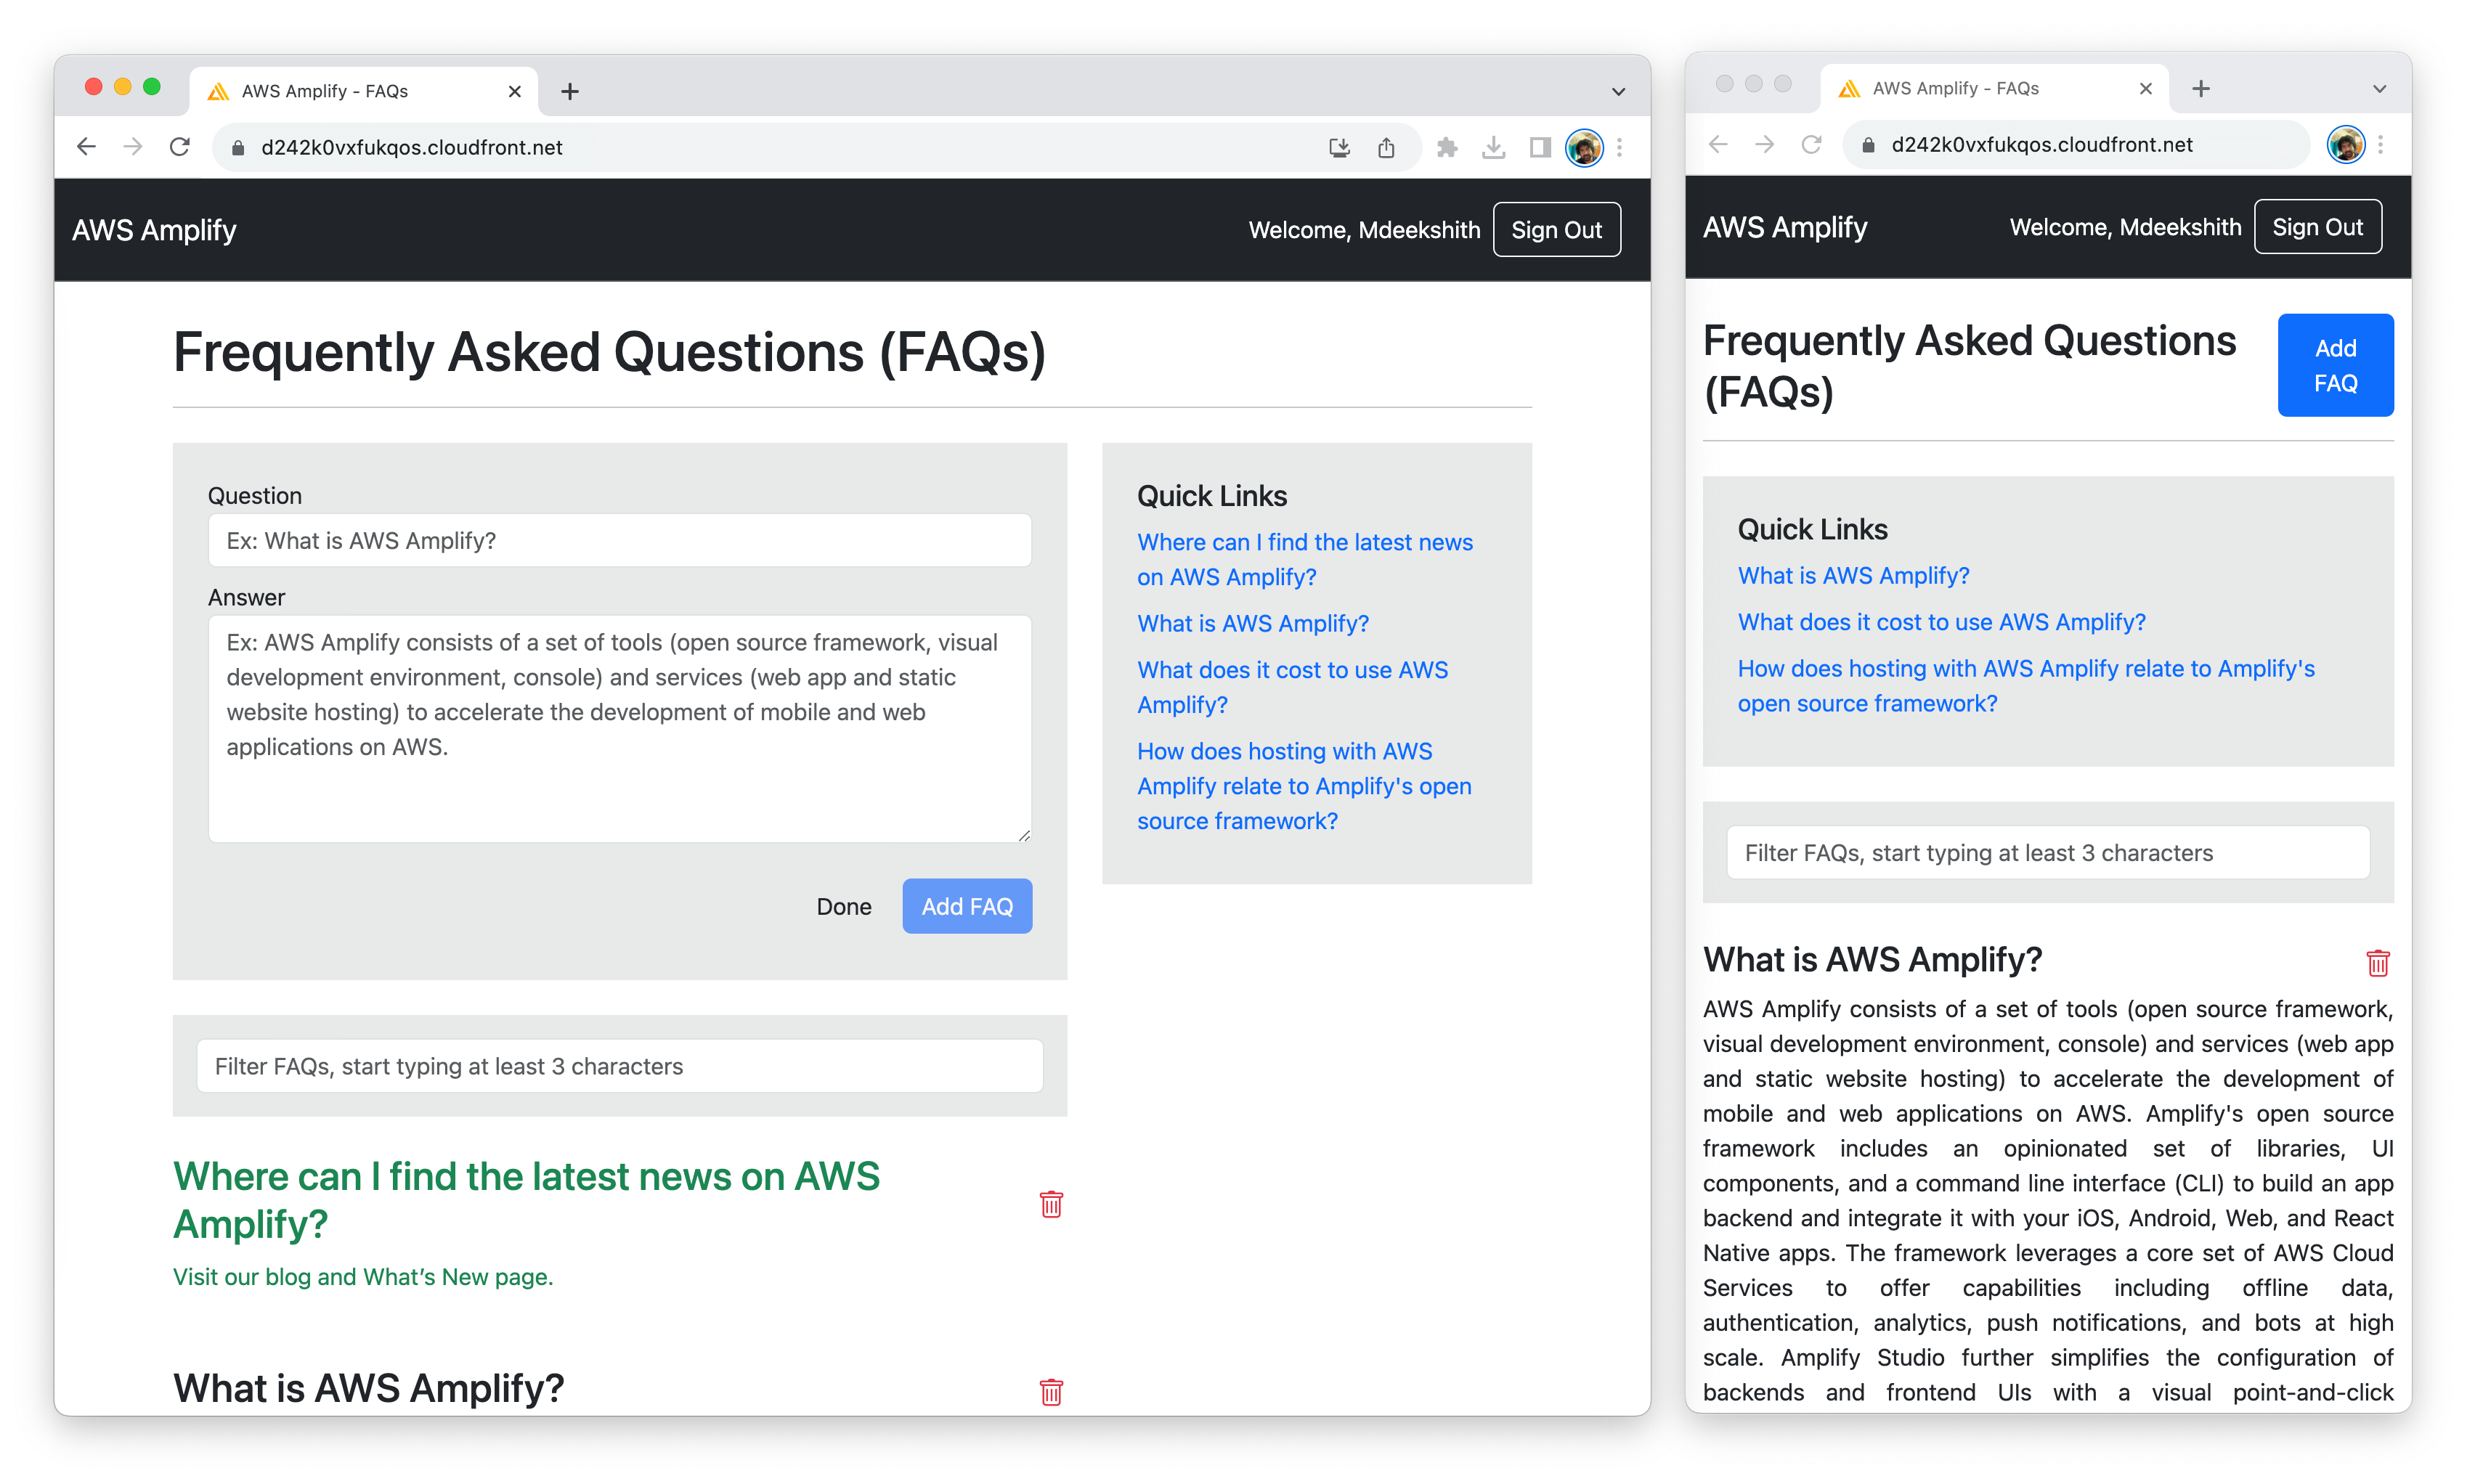 AWS Amplify - FAQs
d242k0vxfukqos.cloudfront.net
AWS Amplify
Welcome, Mdeekshith
Sign Out
Frequently Asked Questions (FAQs)
Question
Ex: What is AWS Amplify?
Answer
Ex: AWS Amplify consists of a set of tools (open source framework, visual
development environment, console) and services (web app and static
website hosting) to accelerate the development of mobile and web
applications on AWS.
Done
Add FAQ
Quick Links
Where can I find the latest news
on AWS Amplify?
What is AWS Amplify?
What does it cost to use AWS
Amplify?
How does hosting with AWS
Amplify relate to Amplify's open
source framework?
Filter FAQs, start typing at least 3 characters
Where can I find the latest news on AWS
Amplify?
Visit our blog and What’s New page.
What is AWS Amplify?
AWS Amplify - FAQs
d242k0vxfukqos.cloudfront.net
AWS Amplify
Welcome, Mdeekshith
Sign Out
Frequently Asked Questions
(FAQs)
Add
FAQ
Quick Links
What is AWS Amplify?
What does it cost to use AWS Amplify?
How does hosting with AWS Amplify relate to Amplify's
open source framework?
Filter FAQs, start typing at least 3 characters
What is AWS Amplify?
AWS Amplify consists of a set of tools (open source framework,
visual development environment, console) and services (web app
and static website hosting) to accelerate the development of
mobile and web applications on AWS. Amplify's open source
framework includes an opinionated set of libraries, UI
components, and a command line interface (CLI) to build an app
backend and integrate it with your iOS, Android, Web, and React
Native apps. The framework leverages a core set of AWS Cloud
Services to offer capabilities including offline data,
authentication, analytics, push notifications, and bots at high
scale. Amplify Studio further simplifies the configuration of
backends and frontend UIs with a visual point-and-click